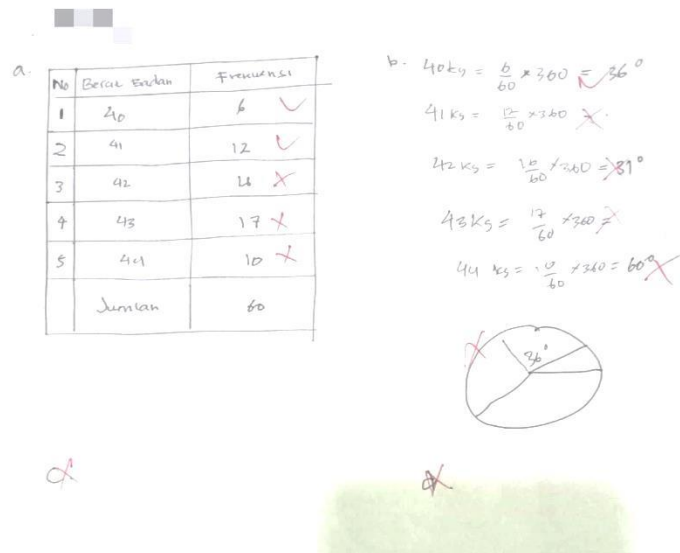 a.
No Berat Badan Frekuensi
1 40 6
2 41 12
3 42
4 43 17
5 44 10
Jumlah 60
b. 40kg = 6/60 × 360 = 36°
41kg = 12/60 × 360 =
42kg = 16/60 × 360 = 31°
43kg = 17/60 × 360 =
44 kg = 10/60 × 360 = 60°
36°